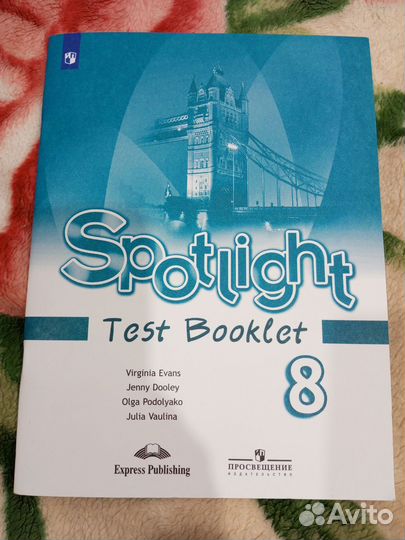 Spotlight
Test Booklet
8
Virginia Evans
Jenny Dooley
Olga Podolyako
Julia Vaulina
Express Publishing
ПРОСВЕЩЕНИЕ
ИЗДАТЕЛЬСТВО
Avito